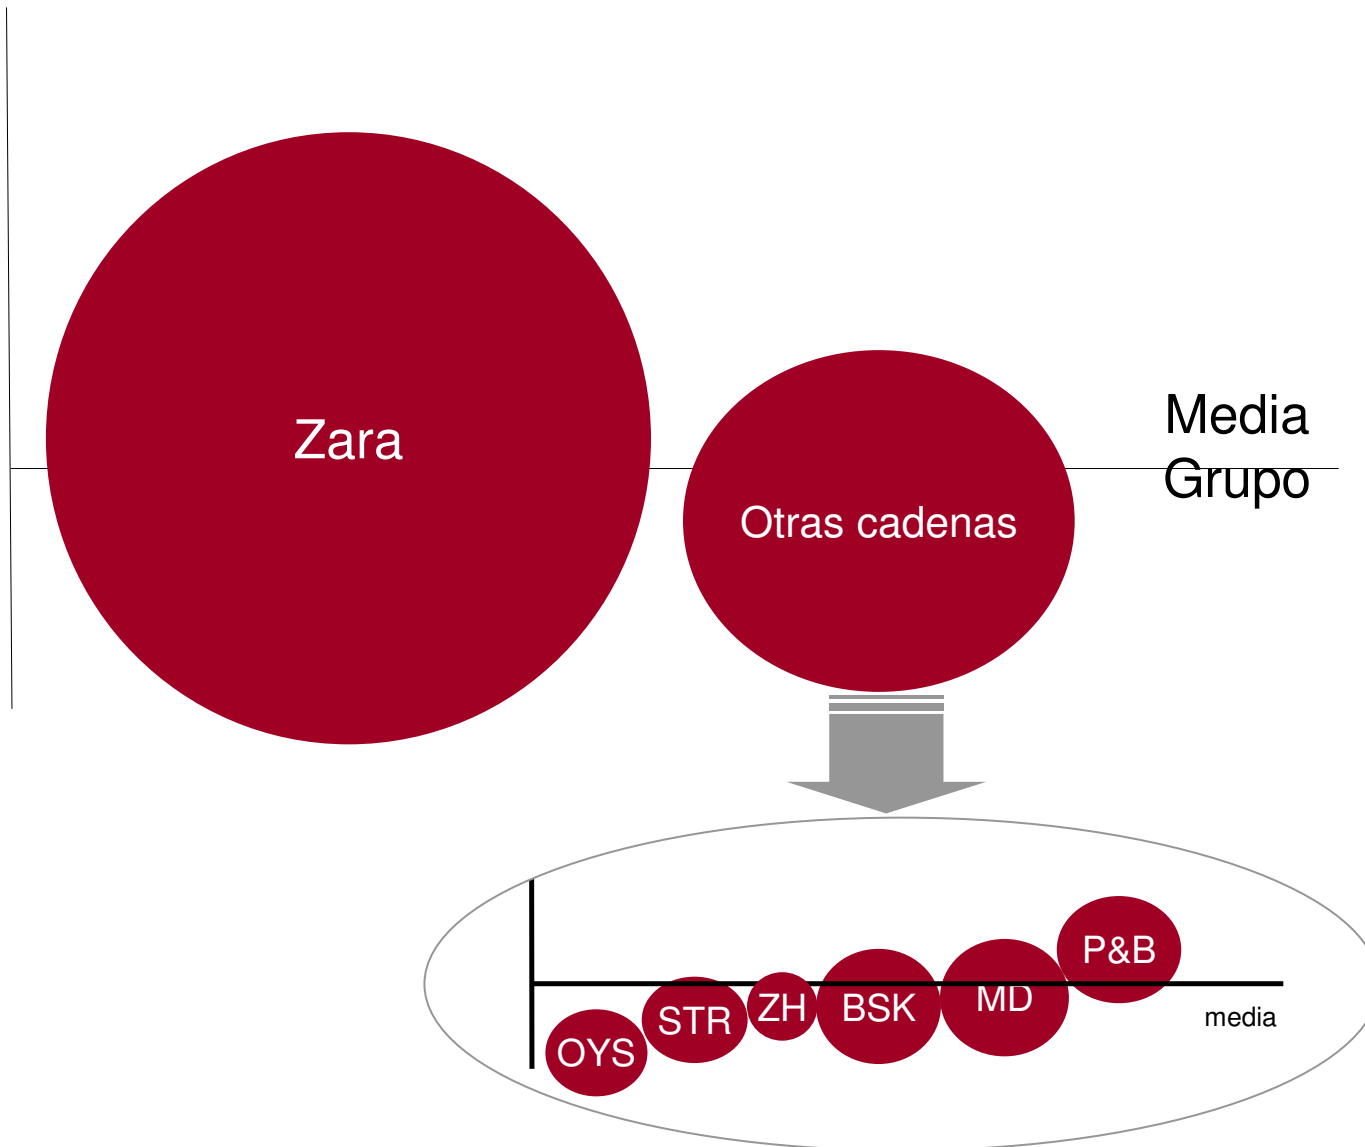 Zara
Media
Grupo
Otras cadenas
P&B
OYS
STR
ZH
BSK
MD
media